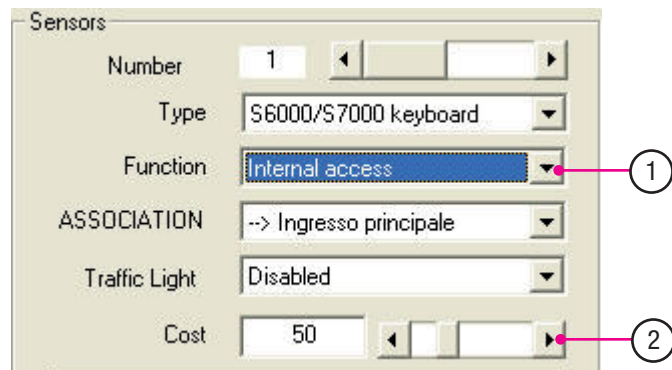 Sensors
Number 1
Type S6000/S7000 keyboard
Function Internal access 1
ASSOCIATION --> Ingresso principale
Traffic Light Disabled
Cost 50 2